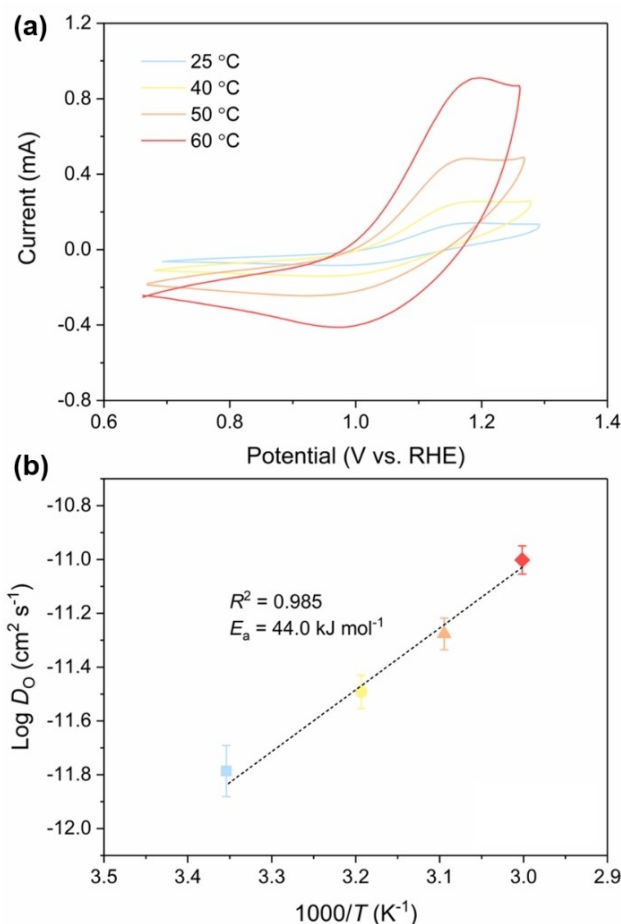 (a)
1.2
0.8
0.4
0.0
-0.4
-0.8
Current (mA)
25 °C
40 °C
50 °C
60 °C
0.6 0.8 1.0 1.2 1.4
Potential (V vs. RHE)
(b)
-10.8
-11.0
-11.2
-11.4
-11.6
-11.8
-12.0
Log D_O (cm² s⁻¹)
R² = 0.985
Eₐ = 44.0 kJ mol⁻¹
3.5 3.4 3.3 3.2 3.1 3.0 2.9
1000/T (K⁻¹)